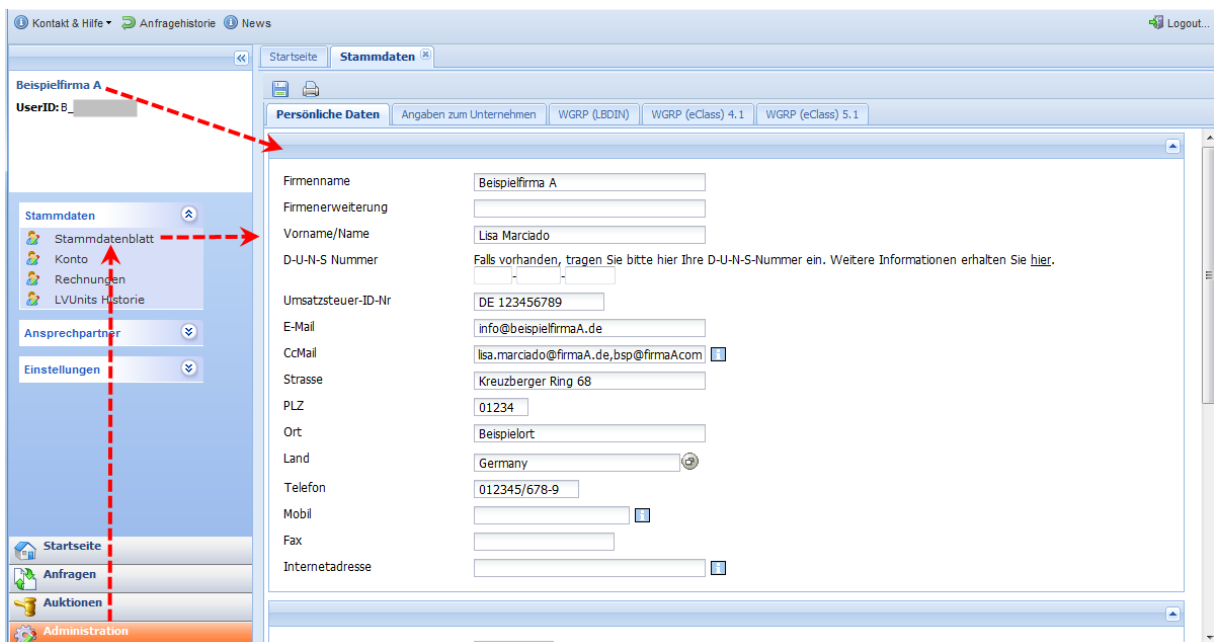 Kontakt & Hilfe Anfragehistorie News Logout...
Startseite Stammdaten
Beispielfirma A
UserID: B_
Persönliche Daten Angaben zum Unternehmen WGRP (LBDIN) WGRP (eClass) 4.1 WGRP (eClass) 5.1
Firmenname Beispielfirma A
Firmenerweiterung
Vorname/Name Lisa Marciado
D-U-N-S Nummer Falls vorhanden, tragen Sie bitte hier Ihre D-U-N-S-Nummer ein. Weitere Informationen erhalten Sie hier.
- -
Umsatzsteuer-ID-Nr DE 123456789
E-Mail info@beispielfirmaA.de
CcMail lisa.marciado@firmaA.de,bsp@firmaAcom
Strasse Kreuzberger Ring 68
PLZ 01234
Ort Beispielort
Land Germany
Telefon 012345/678-9
Mobil
Fax
Internetadresse
Stammdaten
Stammdatenblatt
Konto
Rechnungen
LVUnits Historie
Ansprechpartner
Einstellungen
Startseite
Anfragen
Auktionen
Administration